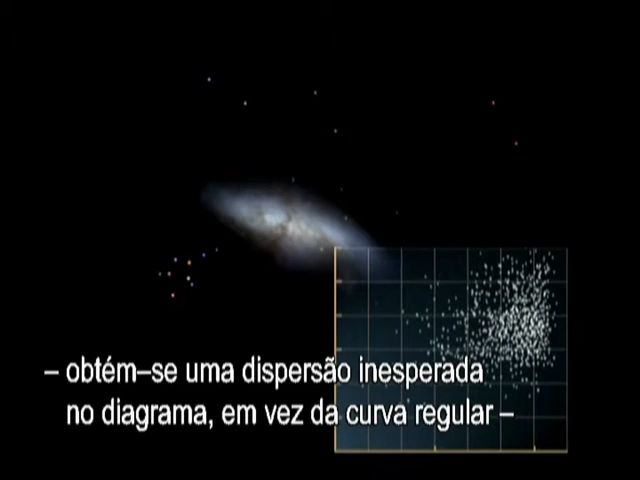 – obtém–se uma dispersão inesperada
no diagrama, em vez da curva regular –